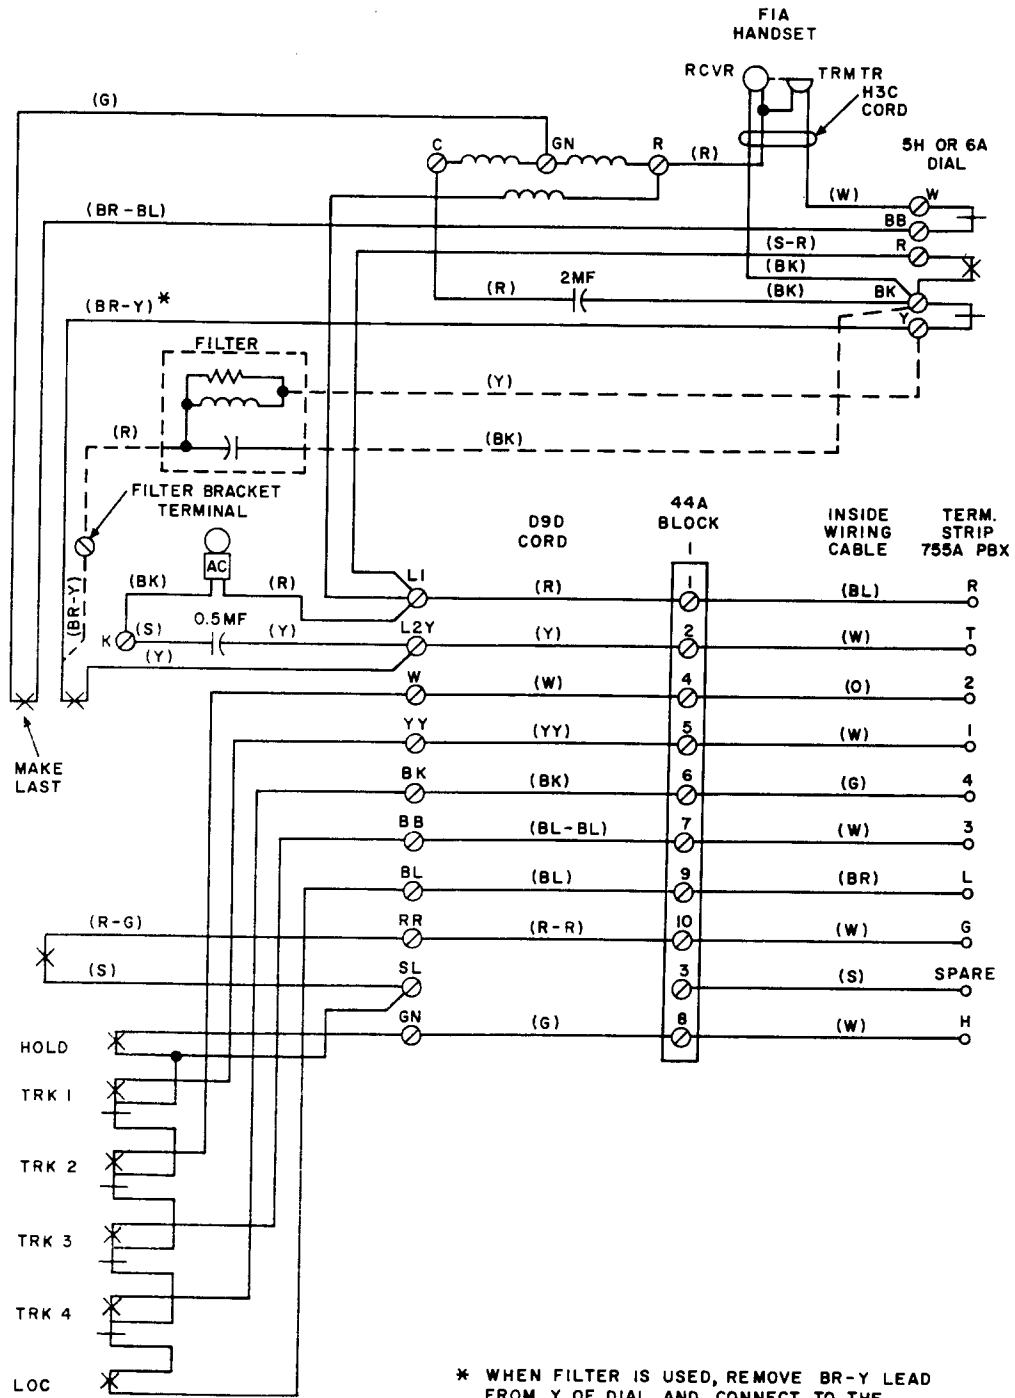 F1A
HANDSET
RCVR
TRMTR
H3C
CORD
(G)
C
GN
R
(R)
5H OR 6A
DIAL
(W)
W
(BR-BL)
BB
(S-R)
R
(BK)
2MF
(R)
(BK)
BK
(BR-Y)*
Y
FILTER
(Y)
(R)
(BK)
FILTER BRACKET
TERMINAL
D9D
CORD
44A
BLOCK
1
INSIDE
WIRING
CABLE
TERM.
STRIP
755A PBX
AC
(BK)
(R)
L1
(R)
1
(BL)
R
(BR-Y)
0.5MF
K
(S)
(Y)
L2Y
(Y)
2
(W)
T
(Y)
W
(W)
4
(O)
2
YY
(YY)
5
(W)
1
MAKE
LAST
BK
(BK)
6
(G)
4
BB
(BL-BL)
7
(W)
3
BL
(BL)
9
(BR)
L
(R-G)
RR
(R-R)
10
(W)
G
(S)
SL
3
(S)
SPARE
GN
(G)
8
(W)
H
HOLD
TRK 1
TRK 2
TRK 3
TRK 4
LOC
* WHEN FILTER IS USED, REMOVE BR-Y LEAD
FROM Y OF DIAL AND CONNECT TO THE